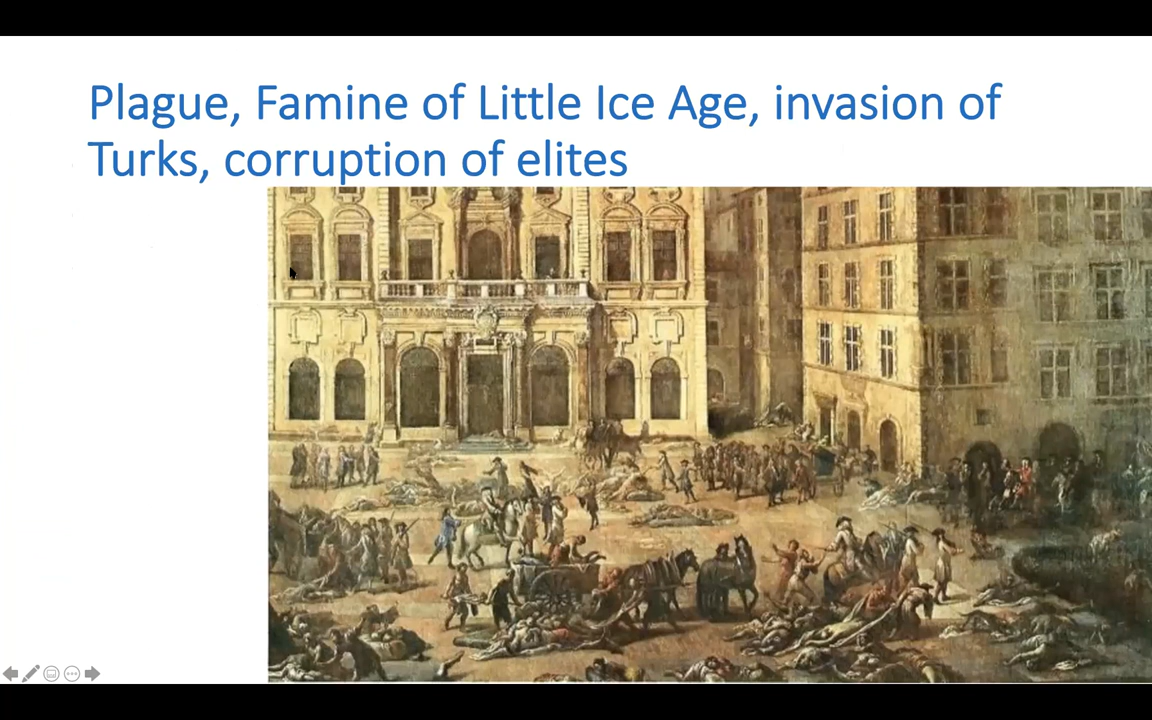 Plague, Famine of Little Ice Age, invasion of
Turks, corruption of elites